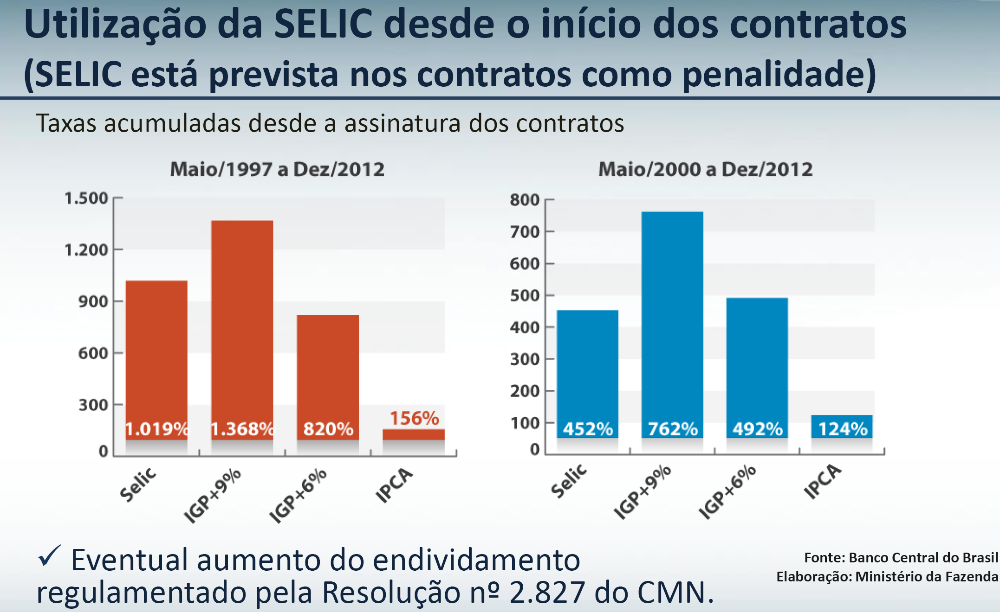 Utilização da SELIC desde o início dos contratos
(SELIC está prevista nos contratos como penalidade)
Taxas acumuladas desde a assinatura dos contratos
Maio/1997 a Dez/2012
1.500
1.200
900
600
300
0
1.019%
1.368%
820%
156%
Selic
IGP+9%
IGP+6%
IPCA
Maio/2000 a Dez/2012
800
700
600
500
400
300
200
100
0
452%
762%
492%
124%
Selic
IGP+9%
IGP+6%
IPCA
✓ Eventual aumento do endividamento
regulamentado pela Resolução nº 2.827 do CMN.
Fonte: Banco Central do Brasil
Elaboração: Ministério da Fazenda